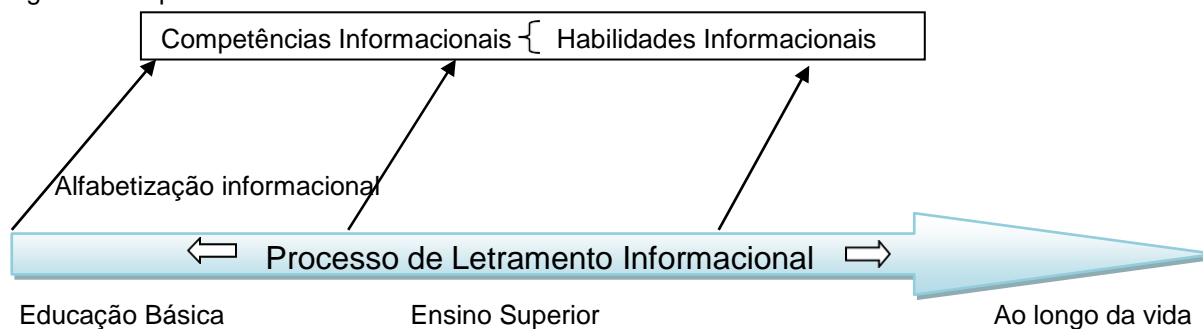 Competências Informacionais { Habilidades Informacionais
Alfabetização informacional
Processo de Letramento Informacional
Educação Básica Ensino Superior Ao longo da vida